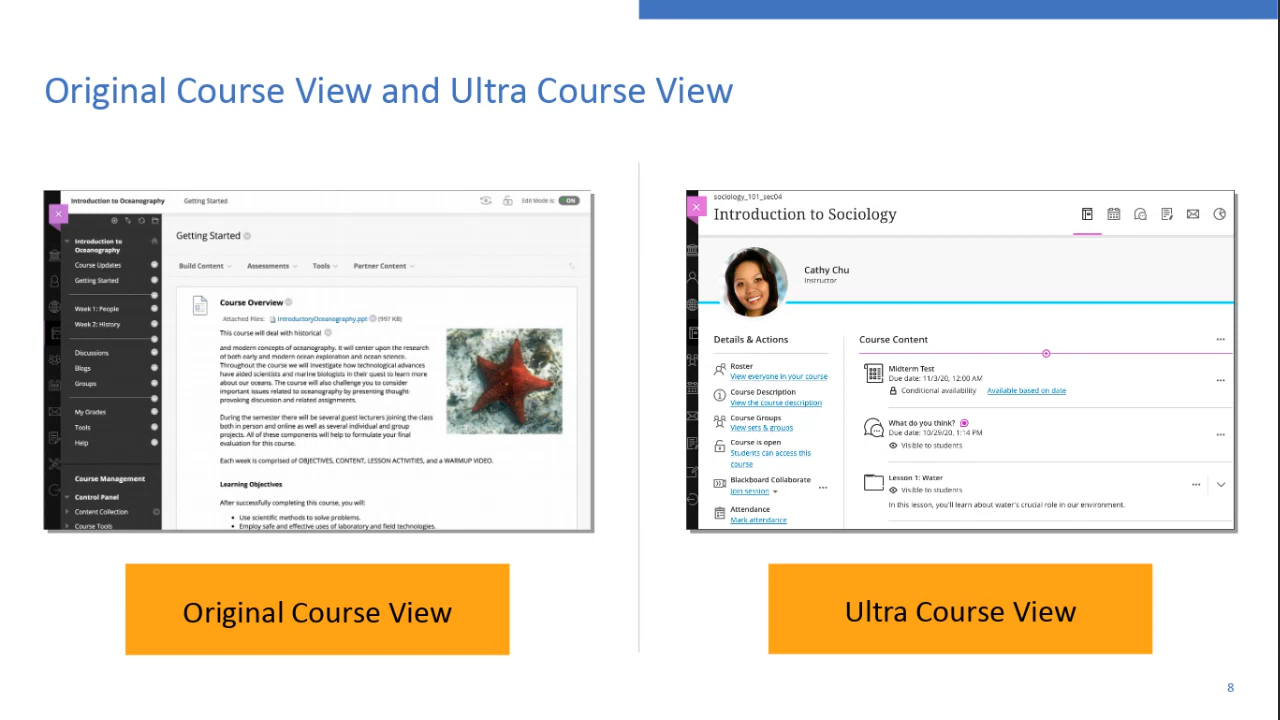 Original Course View and Ultra Course View
Introduction to Oceanography
Getting Started
Edit Mode is:
ON
Introduction to
Oceanography
Course Updates
Getting Started
Week 1: People
Week 2: History
Discussions
Blogs
Groups
My Grades
Tools
Help
Course Management
Control Panel
Content Collection
Course Tools
Getting Started
Build Content
Assessments
Tools
Partner Content
Course Overview
Attached Files: IntroductoryOceanography.ppt (997 KB)
This course will deal with historical
and modern concepts of oceanography. It will center upon the research
of both early and modern ocean exploration and ocean science.
Throughout the course we will investigate how technological advances
have aided scientists and marine biologists in their quest to learn more
about our oceans. The course will also challenge you to consider
important issues related to oceanography by presenting thought-
provoking discussion and related assignments.
During the semester there will be several guest lecturers joining the class
both in person and online as well as several individual and group
projects. All of these components will help to formulate your final
evaluation for this course.
Each week is comprised of OBJECTIVES, CONTENT, LESSON ACTIVITIES, and a WARMUP VIDEO.
Learning Objectives
After successfully completing this course, you will:
Use scientific methods to solve problems.
Employ safe and effective uses of laboratory and field technologies.
Original Course View
sociology_101_sec04
Introduction to Sociology
Cathy Chu
Instructor
Details & Actions
Roster
View everyone in your course
Course Description
View the course description
Course Groups
View sets & groups
Course is open
Students can access this
course
Blackboard Collaborate
Join session
Attendance
Mark attendance
Course Content
Midterm Test
Due date: 11/3/20, 12:00 AM
Conditional availability Available based on date
What do you think?
Due date: 10/29/20, 1:14 PM
Visible to students
Lesson 1: Water
Visible to students
In this lesson, you'll learn about water's crucial role in our environment.
Ultra Course View
8